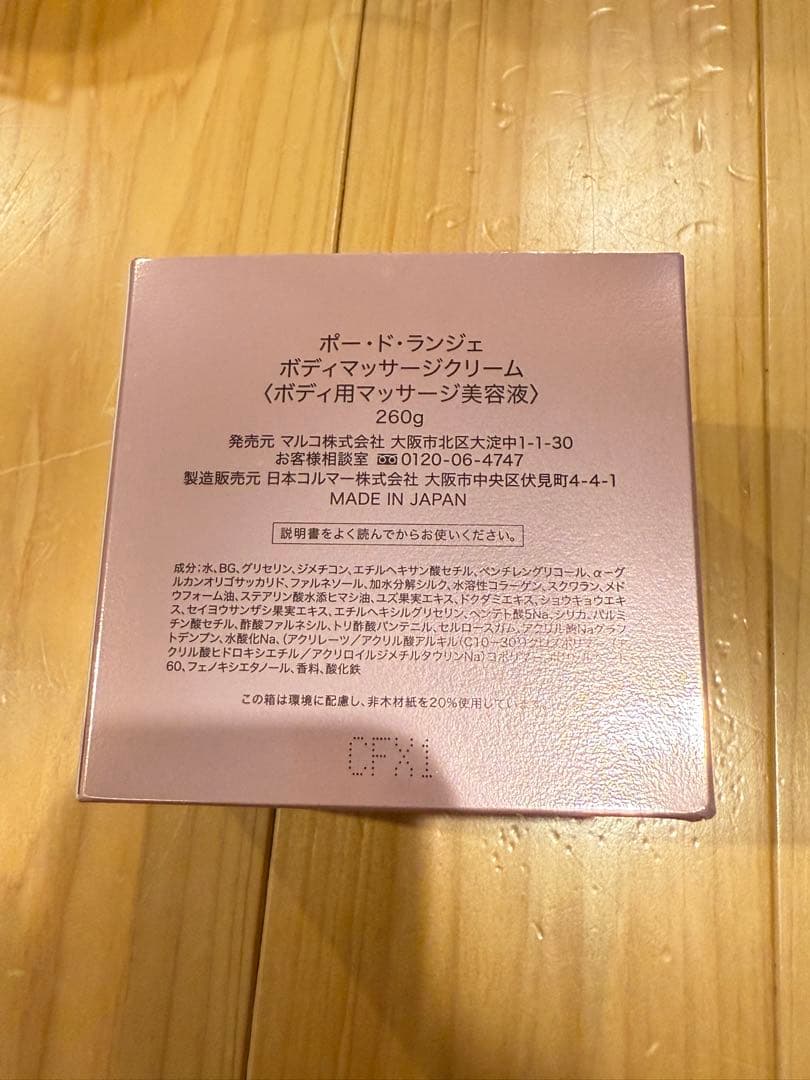 ポー・ド・ランジェ
ボディマッサージクリーム
〈ボディ用マッサージ美容液〉
260g
発売元 マルコ株式会社 大阪市北区大淀中1-1-30
お客様相談室 0120-06-4747
製造販売元 日本コルマー株式会社 大阪市中央区伏見町4-4-1
MADE IN JAPAN
説明書をよく読んでからお使いください。
成分:水、BG、グリセリン、ジメチコン、エチルヘキサン酸セチル、ペンチレングリコール、α-グ
ルカンオリゴサッカリド、ファルネソール、加水分解シルク、水溶性コラーゲン、スクワラン、メド
ウフォーム油、ステアリン酸水添ヒマシ油、ユズ果実エキス、ドクダミエキス、ショウキョウエキ
ス、セイヨウサンザシ果実エキス、エチルヘキシルグリセリン、ペンテト酸5Na、シリカ、パルミ
チン酸セチル、酢酸ファルネシル、トリ酢酸パンテニル、セルロースガム、アクリル酸Naグラフ
トデンプン、水酸化Na、(アクリレーツ/アクリル酸アルキル(C10-30))クロスポリマー、(ア
クリル酸ヒドロキシエチル/アクリロイルジメチルタウリンNa)コポリマー、
60、フェノキシエタノール、香料、酸化鉄
この箱は環境に配慮し、非木材紙を20%使用しています。
CFX1